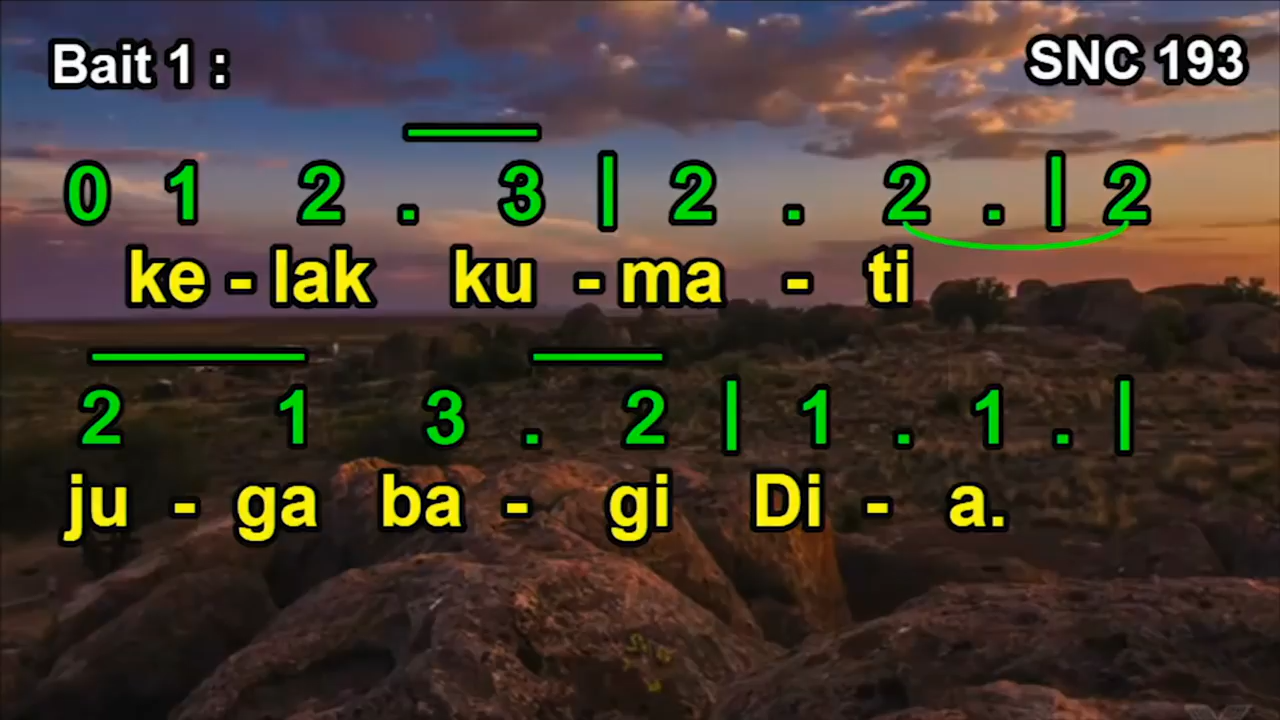 Bait 1 : SNC 193
0 1 2 . 3 | 2 . 2 . | 2
ke - lak ku - ma - ti
2 1 3 . 2 | 1 . 1 . |
ju - ga ba - gi Di - a.